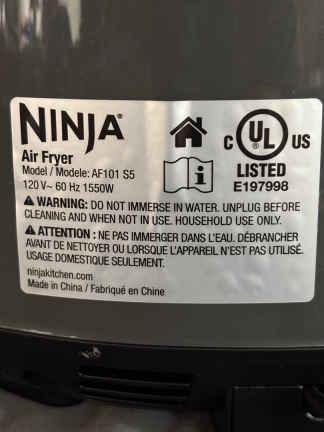 NINJA®
Air Fryer
Model / Modele: AF101 S5
120 V~ 60 Hz 1550W
C UL US
LISTED
E197998
WARNING: DO NOT IMMERSE IN WATER. UNPLUG BEFORE
CLEANING AND WHEN NOT IN USE. HOUSEHOLD USE ONLY.
ATTENTION : NE PAS IMMERGER DANS L'EAU. DÉBRANCHER
AVANT DE NETTOYER OU LORSQUE L'APPAREIL N'EST PAS UTILISÉ.
USAGE DOMESTIQUE SEULEMENT.
ninjakitchen.com
Made in China / Fabriqué en Chine